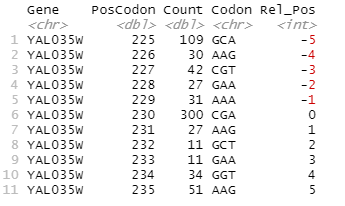 Gene PosCodon Count Codon Rel_Pos
<chr> <dbl> <dbl> <chr> <int>
1 YAL035W 225 109 GCA -5
2 YAL035W 226 30 AAG -4
3 YAL035W 227 42 CGT -3
4 YAL035W 228 27 GAA -2
5 YAL035W 229 31 AAA -1
6 YAL035W 230 300 CGA 0
7 YAL035W 231 27 AAG 1
8 YAL035W 232 11 GCT 2
9 YAL035W 233 11 GAA 3
10 YAL035W 234 34 GGT 4
11 YAL035W 235 51 AAG 5